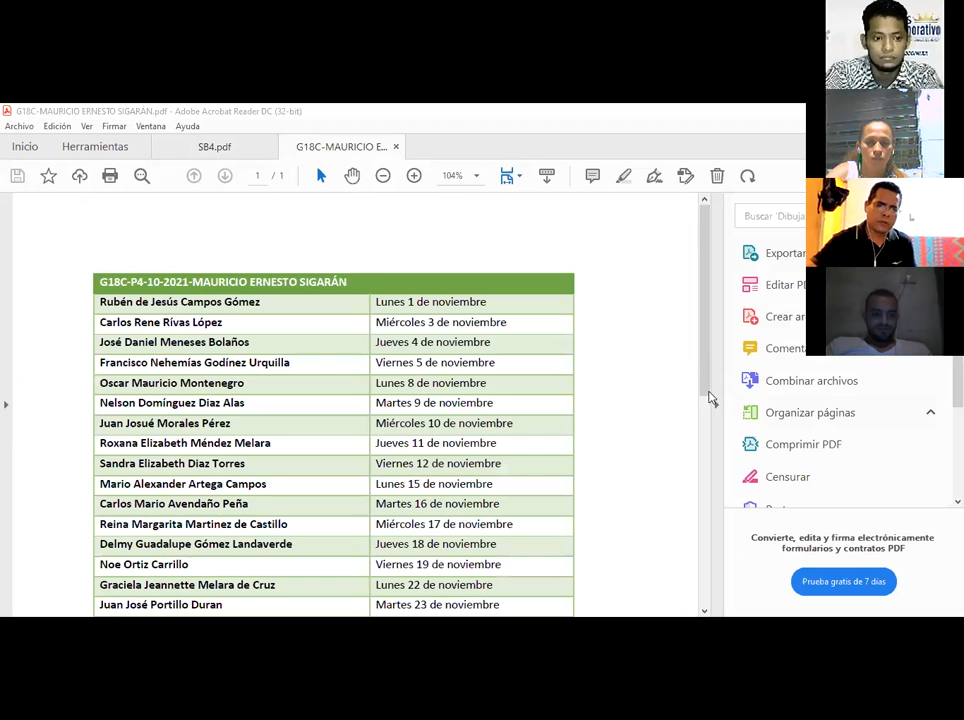 G18C-MAURICIO ERNESTO SIGARÁN.pdf - Adobe Acrobat Reader DC (32-bit)
Archivo Edición Ver Firmar Ventana Ayuda
Inicio Herramientas SB4.pdf G18C-MAURICIO E... ×
1 / 1 104%
Buscar 'Dibuja
G18C-P4-10-2021-MAURICIO ERNESTO SIGARÁN
Rubén de Jesús Campos Gómez Lunes 1 de noviembre
Carlos Rene Rívas López Miércoles 3 de noviembre
José Daniel Meneses Bolaños Jueves 4 de noviembre
Francisco Nehemías Godínez Urquilla Viernes 5 de noviembre
Oscar Mauricio Montenegro Lunes 8 de noviembre
Nelson Domínguez Diaz Alas Martes 9 de noviembre
Juan Josué Morales Pérez Miércoles 10 de noviembre
Roxana Elizabeth Méndez Melara Jueves 11 de noviembre
Sandra Elizabeth Diaz Torres Viernes 12 de noviembre
Mario Alexander Artega Campos Lunes 15 de noviembre
Carlos Mario Avendaño Peña Martes 16 de noviembre
Reina Margarita Martinez de Castillo Miércoles 17 de noviembre
Delmy Guadalupe Gómez Landaverde Jueves 18 de noviembre
Noe Ortiz Carrillo Viernes 19 de noviembre
Graciela Jeannette Melara de Cruz Lunes 22 de noviembre
Juan José Portillo Duran Martes 23 de noviembre
Exportar
Editar PD
Crear ar
Comenta
Combinar archivos
Organizar páginas
Comprimir PDF
Censurar
Convierte, edita y firma electrónicamente
formularios y contratos PDF
Prueba gratis de 7 días
orativo